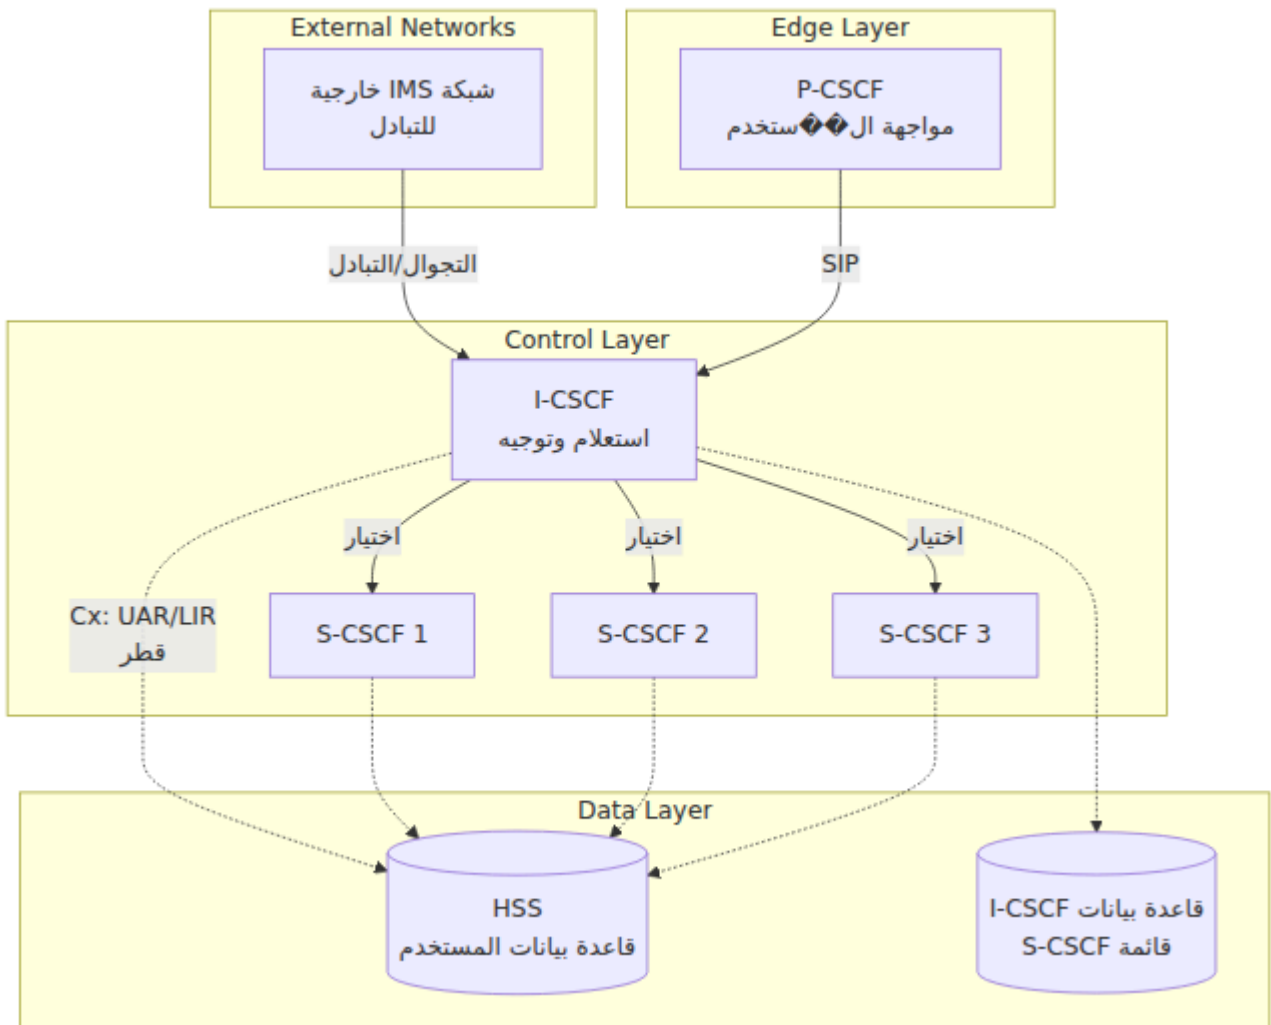 External Networks
شبكة IMS خارجية
للتبادل
Edge Layer
P-CSCF
مواجهة ال��ستخدم
التجوال/التبادل
SIP
Control Layer
I-CSCF
استعلام وتوجيه
اختيار
اختيار
اختيار
Cx: UAR/LIR
قطر
S-CSCF 1
S-CSCF 2
S-CSCF 3
Data Layer
HSS
قاعدة بيانات المستخدم
قاعدة بيانات I-CSCF
قائمة S-CSCF